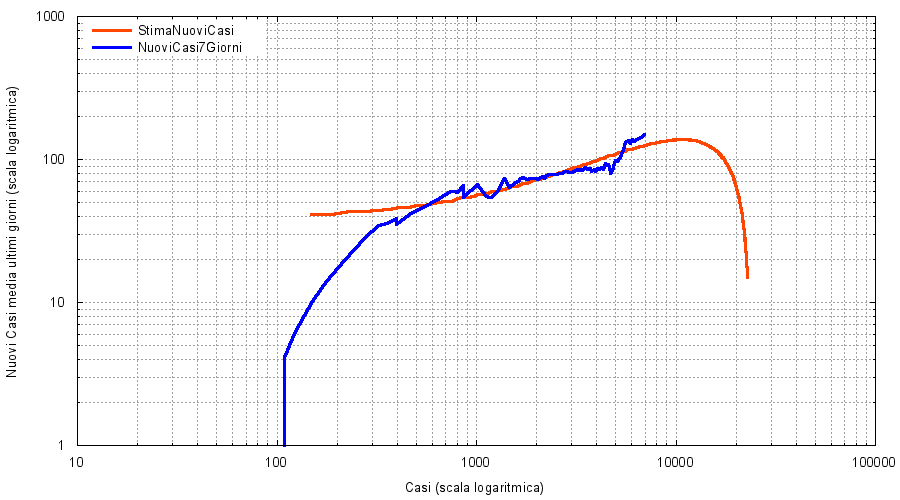 1000
100
10
1
StimaNuoviCasi
NuoviCasi7Giorni
Nuovi Casi media ultimi giorni (scala logaritmica)
10 100 1000 10000 100000
Casi (scala logaritmica)